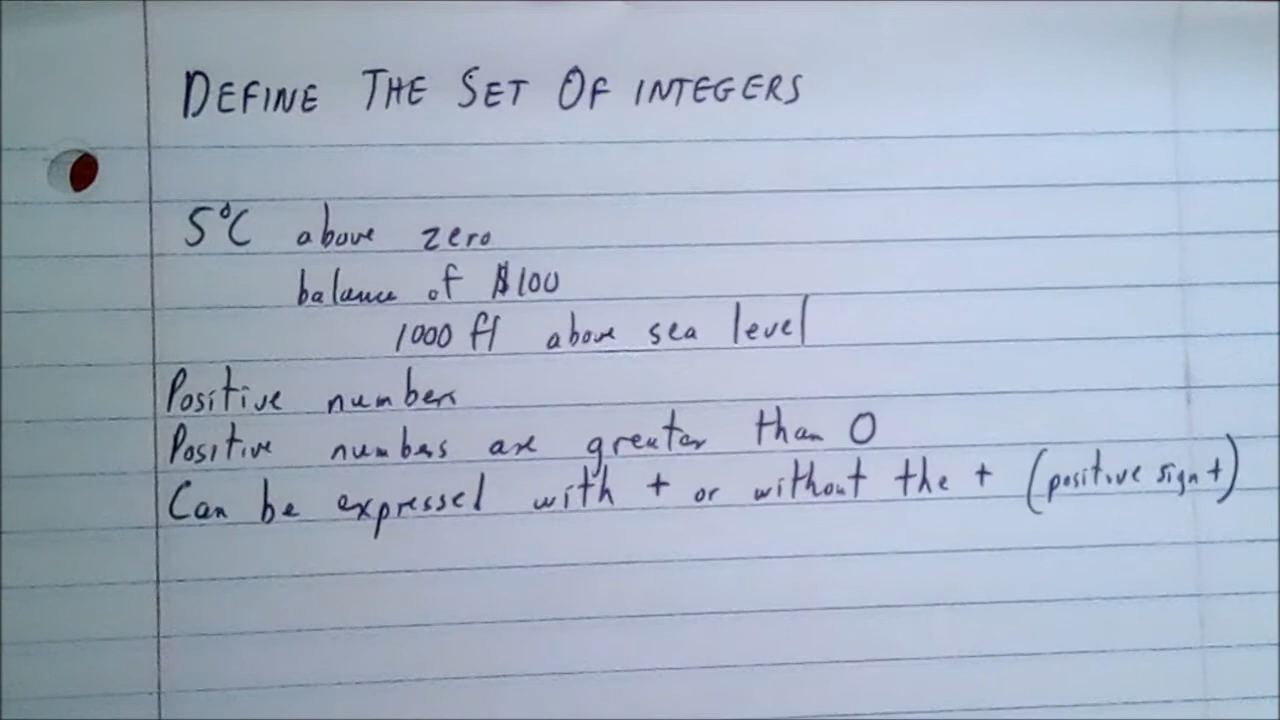 DEFINE THE SET OF INTEGERS
5°C above zero
balance of $100
1000 ft above sea level
Positive numbers
Positive numbers are greater than 0
Can be expressed with + or without the + (positive sign +)